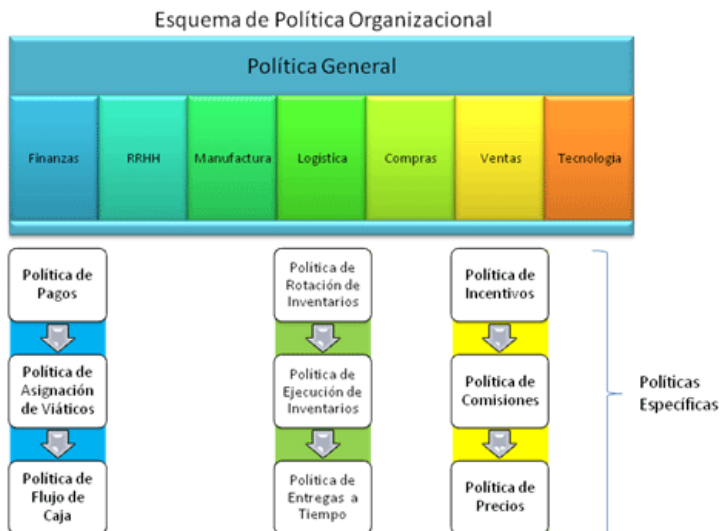 Esquema de Política Organizacional
Política General
Finanzas
RRHH
Manufactura
Logística
Compras
Ventas
Tecnología
Política de
Pagos
Política de
Rotación de
Inventarios
Política de
Incentivos
Política de
Asignación
de Viáticos
Política de
Ejecución de
Inventarios
Política de
Comisiones
Políticas
Específicas
Política de
Flujo de
Caja
Política de
Entregas a
Tiempo
Política de
Precios